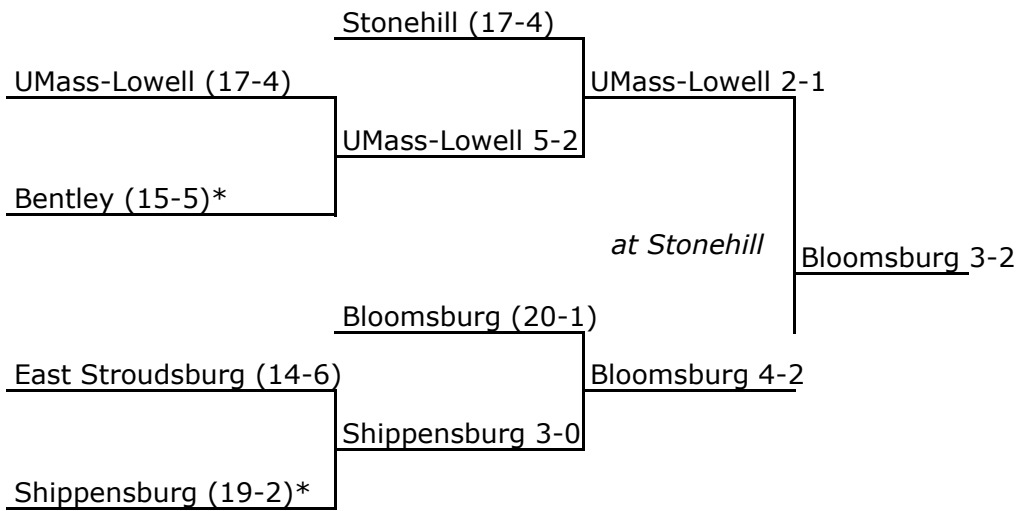 Stonehill (17-4)
UMass-Lowell (17-4)
UMass-Lowell 2-1
UMass-Lowell 5-2
Bentley (15-5)*
at Stonehill
Bloomsburg 3-2
Bloomsburg (20-1)
East Stroudsburg (14-6)
Bloomsburg 4-2
Shippensburg 3-0
Shippensburg (19-2)*